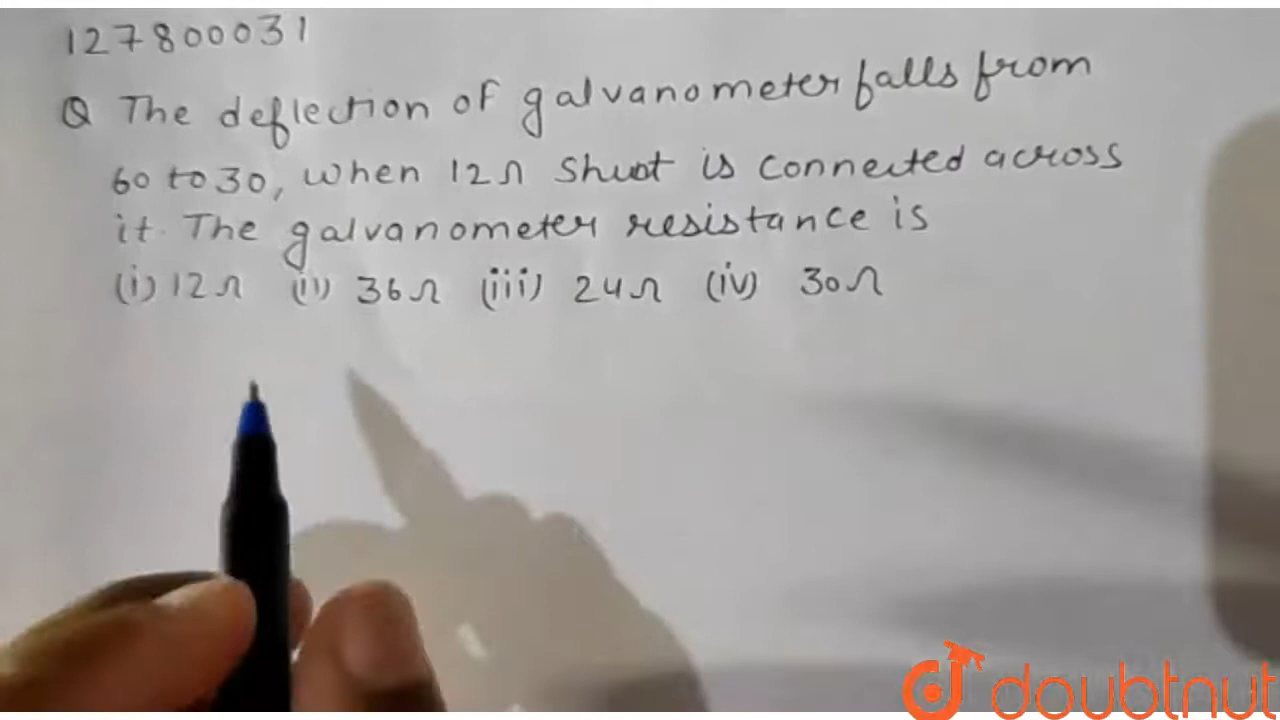 127800031
Q The deflection of galvanometer falls from
60 to 30, when 12Ω Shunt is connected across
it. The galvanometer resistance is
(i) 12Ω (ii) 36Ω (iii) 24Ω (iv) 30Ω
doubtnut